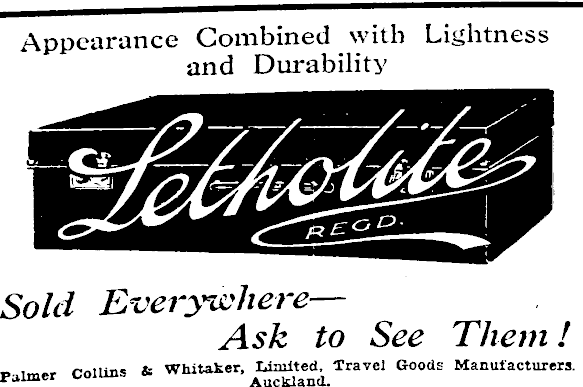 Appearance Combined with Lightness
and Durability
Letholite
REGD.
Sold Everywhere—
Ask to See Them!
Palmer Collins & Whitaker, Limited, Travel Goods Manufacturers.
Auckland.